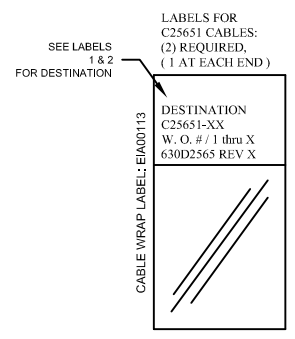 LABELS FOR
C25651 CABLES:
(2) REQUIRED,
( 1 AT EACH END )
SEE LABELS
1 & 2
FOR DESTINATION
DESTINATION
C25651-XX
W. O. # / 1 thru X
630D2565 REV X
CABLE WRAP LABEL: EIA00113